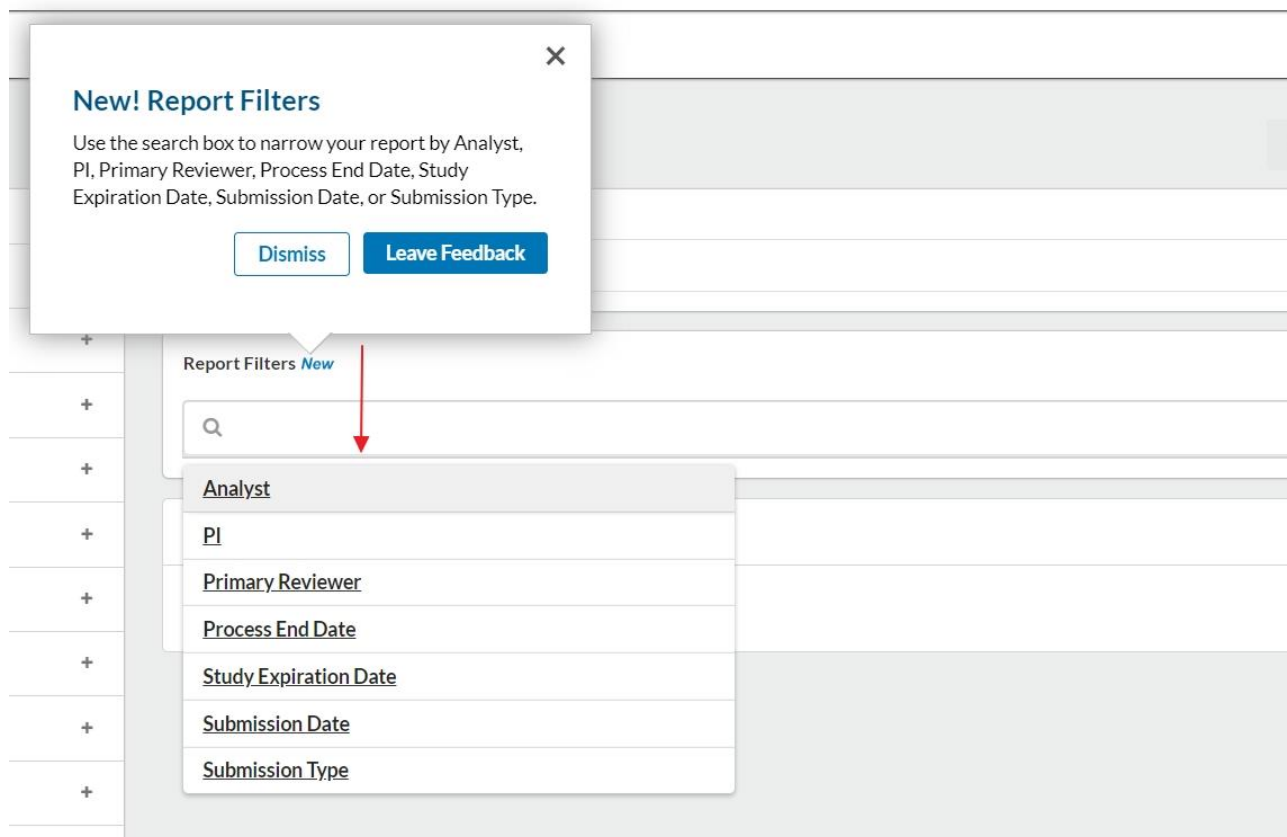 New! Report Filters
Use the search box to narrow your report by Analyst,
PI, Primary Reviewer, Process End Date, Study
Expiration Date, Submission Date, or Submission Type.
Dismiss
Leave Feedback
Report Filters New
Analyst
PI
Primary Reviewer
Process End Date
Study Expiration Date
Submission Date
Submission Type